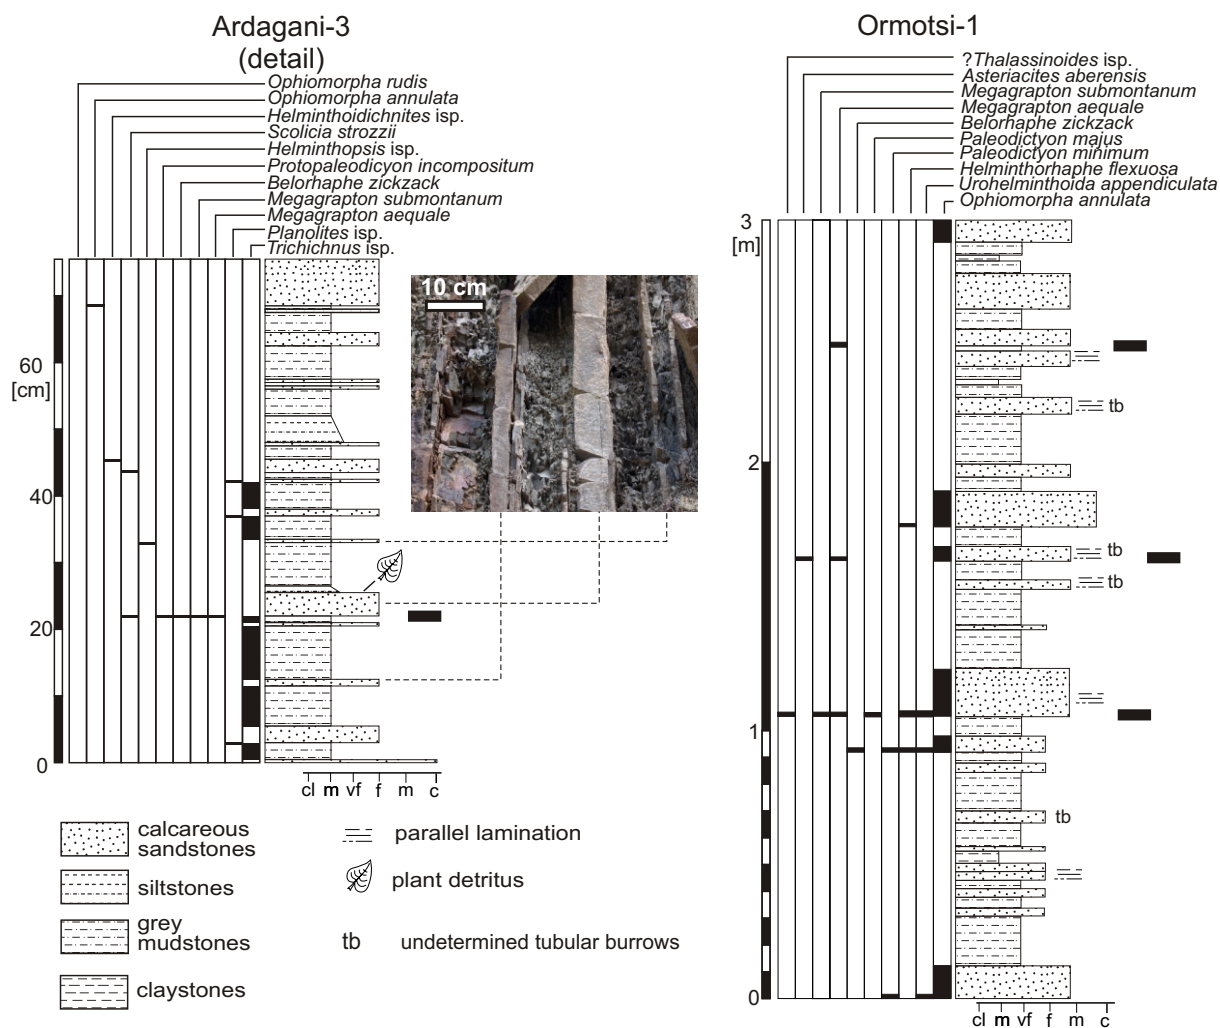 Ardagani-3
(detail)
Ophiomorpha rudis
Ophiomorpha annulata
Helminthoidichnites isp.
Scolicia strozzii
Helminthopsis isp.
Protopaleodicyon incompositum
Belorhaphe zickzack
Megagrapton submontanum
Megagrapton aequale
Planolites isp.
Trichichnus isp.
60
[cm]
40
20
0
10 cm
cl m vf f m c
Ormotsi-1
?Thalassinoides isp.
Asteriacites aberensis
Megagrapton submontanum
Megagrapton aequale
Belorhaphe zickzack
Paleodictyon majus
Paleodictyon minimum
Helminthorhaphe flexuosa
Urohelminthoida appendiculata
Ophiomorpha annulata
3
[m]
2
1
0
tb
tb
tb
tb
cl m vf f m c
calcareous
sandstones
siltstones
grey
mudstones
claystones
parallel lamination
plant detritus
tb undetermined tubular burrows